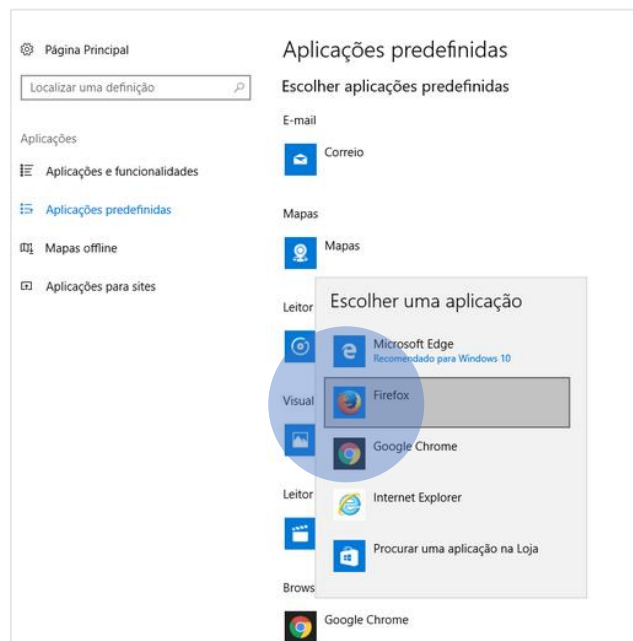 Página Principal
Localizar uma definição
Aplicações
Aplicações e funcionalidades
Aplicações predefinidas
Mapas offline
Aplicações para sites
Aplicações predefinidas
Escolher aplicações predefinidas
E-mail
Correio
Mapas
Mapas
Leitor
Visual
Leitor
Brows
Google Chrome
Escolher uma aplicação
Microsoft Edge
Recomendado para Windows 10
Firefox
Google Chrome
Internet Explorer
Procurar uma aplicação na Loja